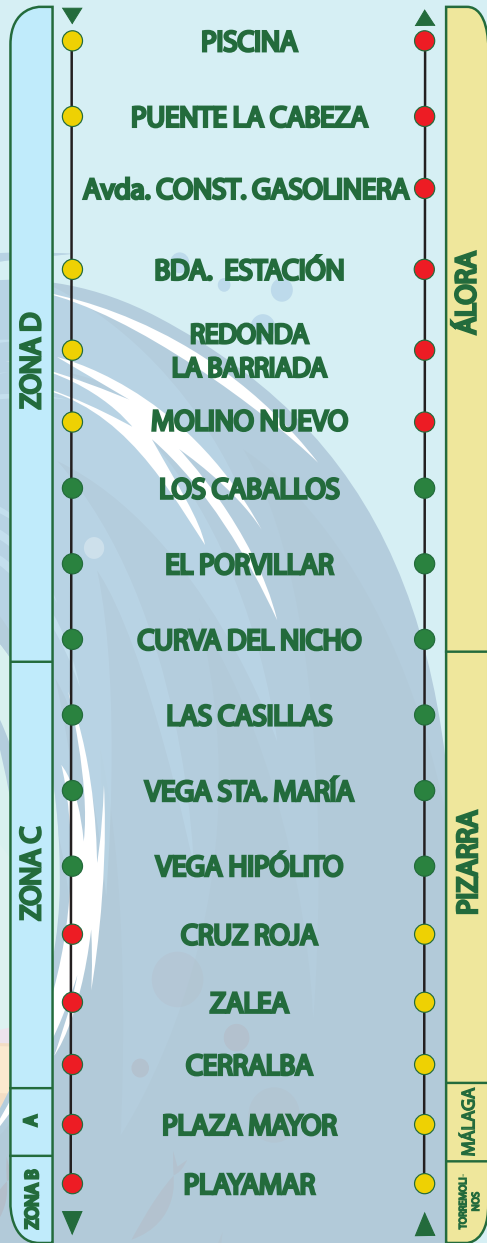 PISCINA
PUENTE LA CABEZA
Avda. CONST. GASOLINERA
BDA. ESTACIÓN
REDONDA
LA BARRIADA
MOLINO NUEVO
LOS CABALLOS
EL PORVILLAR
CURVA DEL NICHO
LAS CASILLAS
VEGA STA. MARÍA
VEGA HIPÓLITO
CRUZ ROJA
ZALEA
CERRALBA
PLAZA MAYOR
PLAYAMAR
ZONA D
ZONA C
A
ZONA B
ÁLORA
PIZARRA
MÁLAGA
TORREMOLI-
NOS